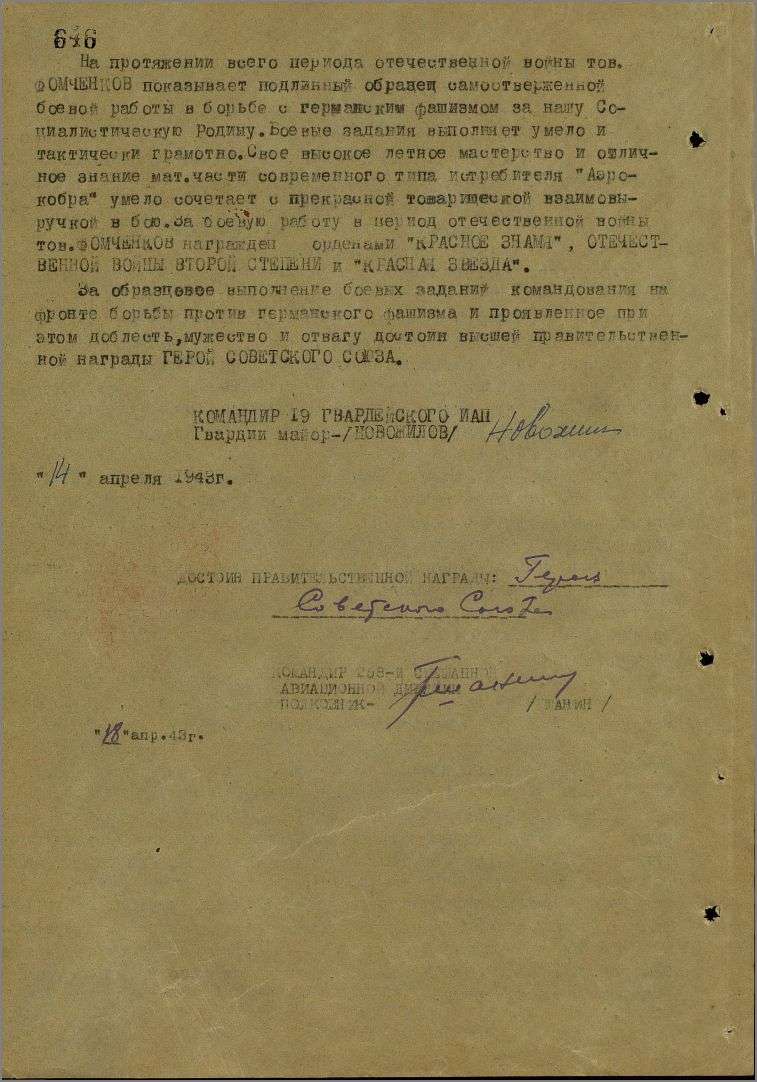 646
На протяжении всего периода отечественной войны тов.
ФОМЧЕНКОВ показывает подлинный образец самоотверженной
боевой работы в борьбе с германским фашизмом за нашу Со-
циалистическую Родину. Боевые задания выполняет умело и
тактически грамотно. Свое высокое летное мастерство и отлич-
ное знание мат.части современного типа истребителя "Аэро-
кобра" умело сочетает с прекрасной товарищеской взаимовы-
ручкой в бою. За боевую работу в период отечественной войны
тов. ФОМЧЕНКОВ награжден орденами "КРАСНОЕ ЗНАМЯ", ОТЕЧЕСТ-
ВЕННОЙ ВОЙНЫ ВТОРОЙ СТЕПЕНИ и "КРАСНАЯ ЗВЕЗДА".
За образцовое выполнение боевых заданий командования на
фронте борьбы против германского фашизма и проявленное при
этом доблесть, мужество и отвагу достоин высшей правительствен-
ной награды ГЕРОЙ СОВЕТСКОГО СОЮЗА.
КОМАНДИР 19 ГВАРДЕЙСКОГО ИАП
Гвардии майор-/НОВОЖИЛОВ/
"14" апреля 1943г.
ДОСТОИН ПРАВИТЕЛЬСТВЕННОЙ НАГРАДЫ: Героя
Советского Союза
КОМАНДИР 258-й СМЕШАННОЙ
АВИАЦИОННОЙ ДИВИЗИИ
ПОЛКОВНИК- /ШАНИН/
"18" апр.43г.